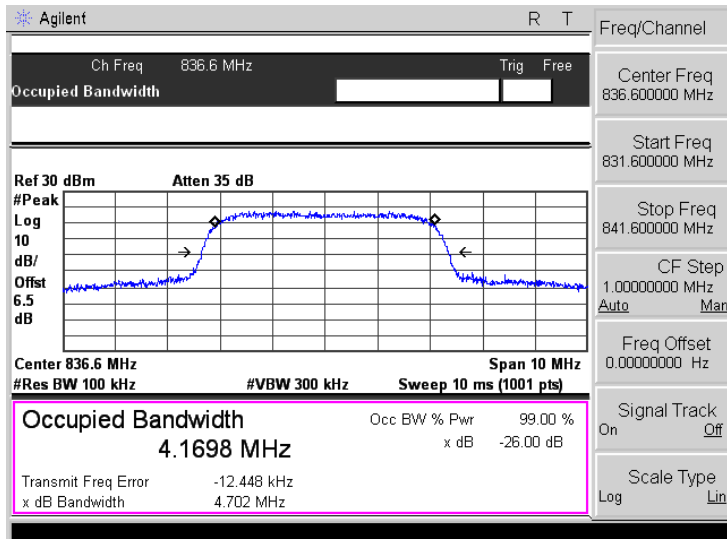 Agilent R T
Ch Freq 836.6 MHz Trig Free
Occupied Bandwidth
Ref 30 dBm Atten 35 dB
#Peak
Log
10
dB/
Offst
6.5
dB
Center 836.6 MHz Span 10 MHz
#Res BW 100 kHz #VBW 300 kHz Sweep 10 ms (1001 pts)
Occupied Bandwidth Occ BW % Pwr 99.00 %
4.1698 MHz x dB -26.00 dB
Transmit Freq Error -12.448 kHz
x dB Bandwidth 4.702 MHz
Freq/Channel
Center Freq
836.600000 MHz
Start Freq
831.600000 MHz
Stop Freq
841.600000 MHz
CF Step
1.00000000 MHz
Auto Man
Freq Offset
0.00000000 Hz
Signal Track
On Off
Scale Type
Log Lin